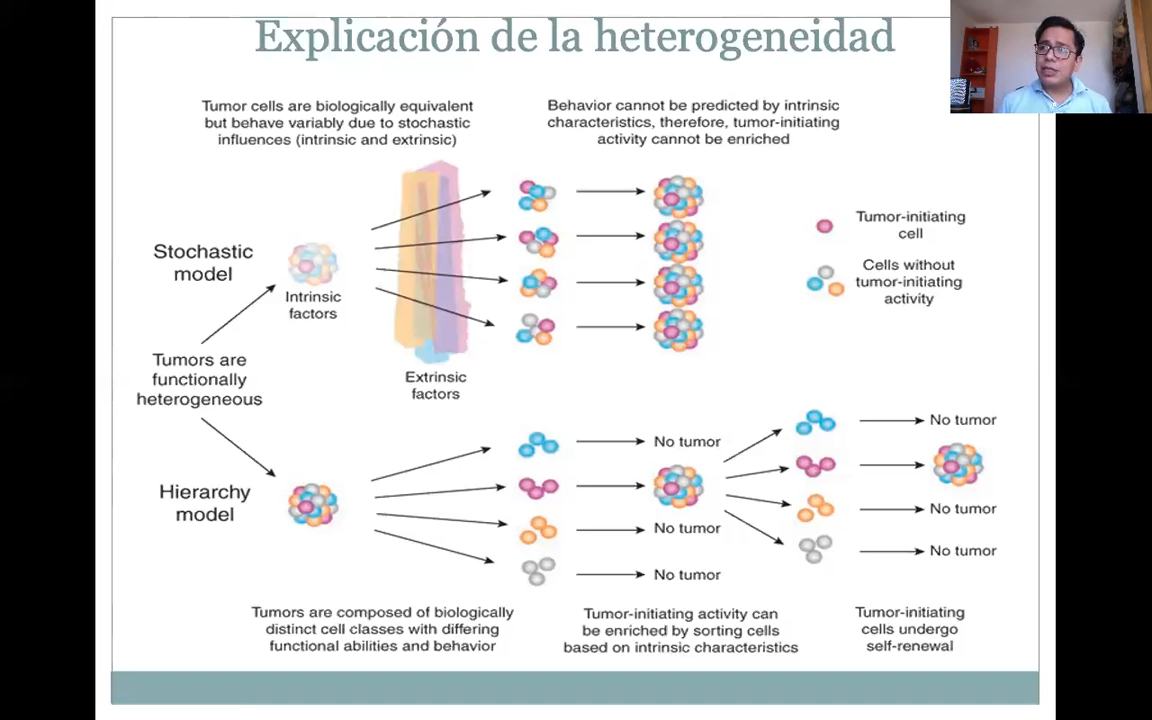 Explicación de la heterogeneidad
Tumor cells are biologically equivalent
but behave variably due to stochastic
influences (intrinsic and extrinsic)
Behavior cannot be predicted by intrinsic
characteristics, therefore, tumor-initiating
activity cannot be enriched
Stochastic
model
Intrinsic
factors
Extrinsic
factors
Tumor-initiating
cell
Cells without
tumor-initiating
activity
Tumors are
functionally
heterogeneous
Hierarchy
model
No tumor
No tumor
No tumor
No tumor
No tumor
No tumor
Tumors are composed of biologically
distinct cell classes with differing
functional abilities and behavior
Tumor-initiating activity can
be enriched by sorting cells
based on intrinsic characteristics
Tumor-initiating
cells undergo
self-renewal